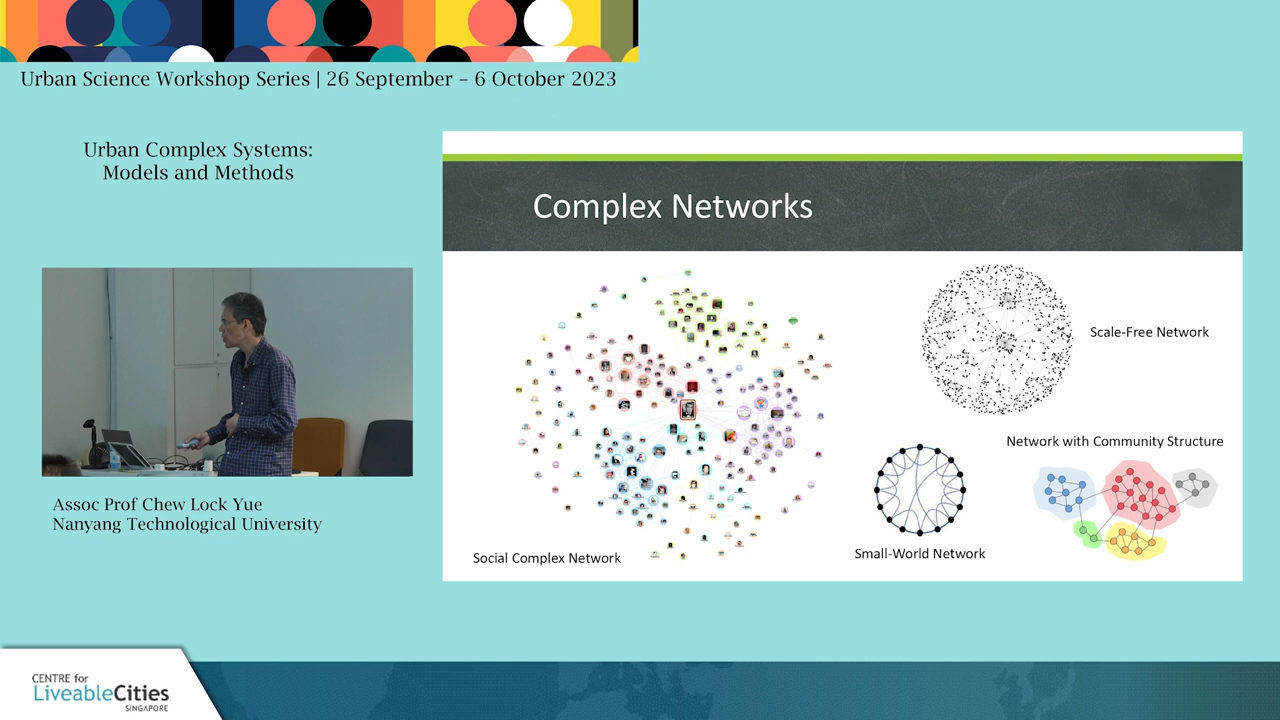 Urban Science Workshop Series | 26 September – 6 October 2023
Urban Complex Systems:
Models and Methods
Complex Networks
Scale-Free Network
Network with Community Structure
Small-World Network
Social Complex Network
Assoc Prof Chew Lock Yue
Nanyang Technological University
CENTRE for
LiveableCities
SINGAPORE